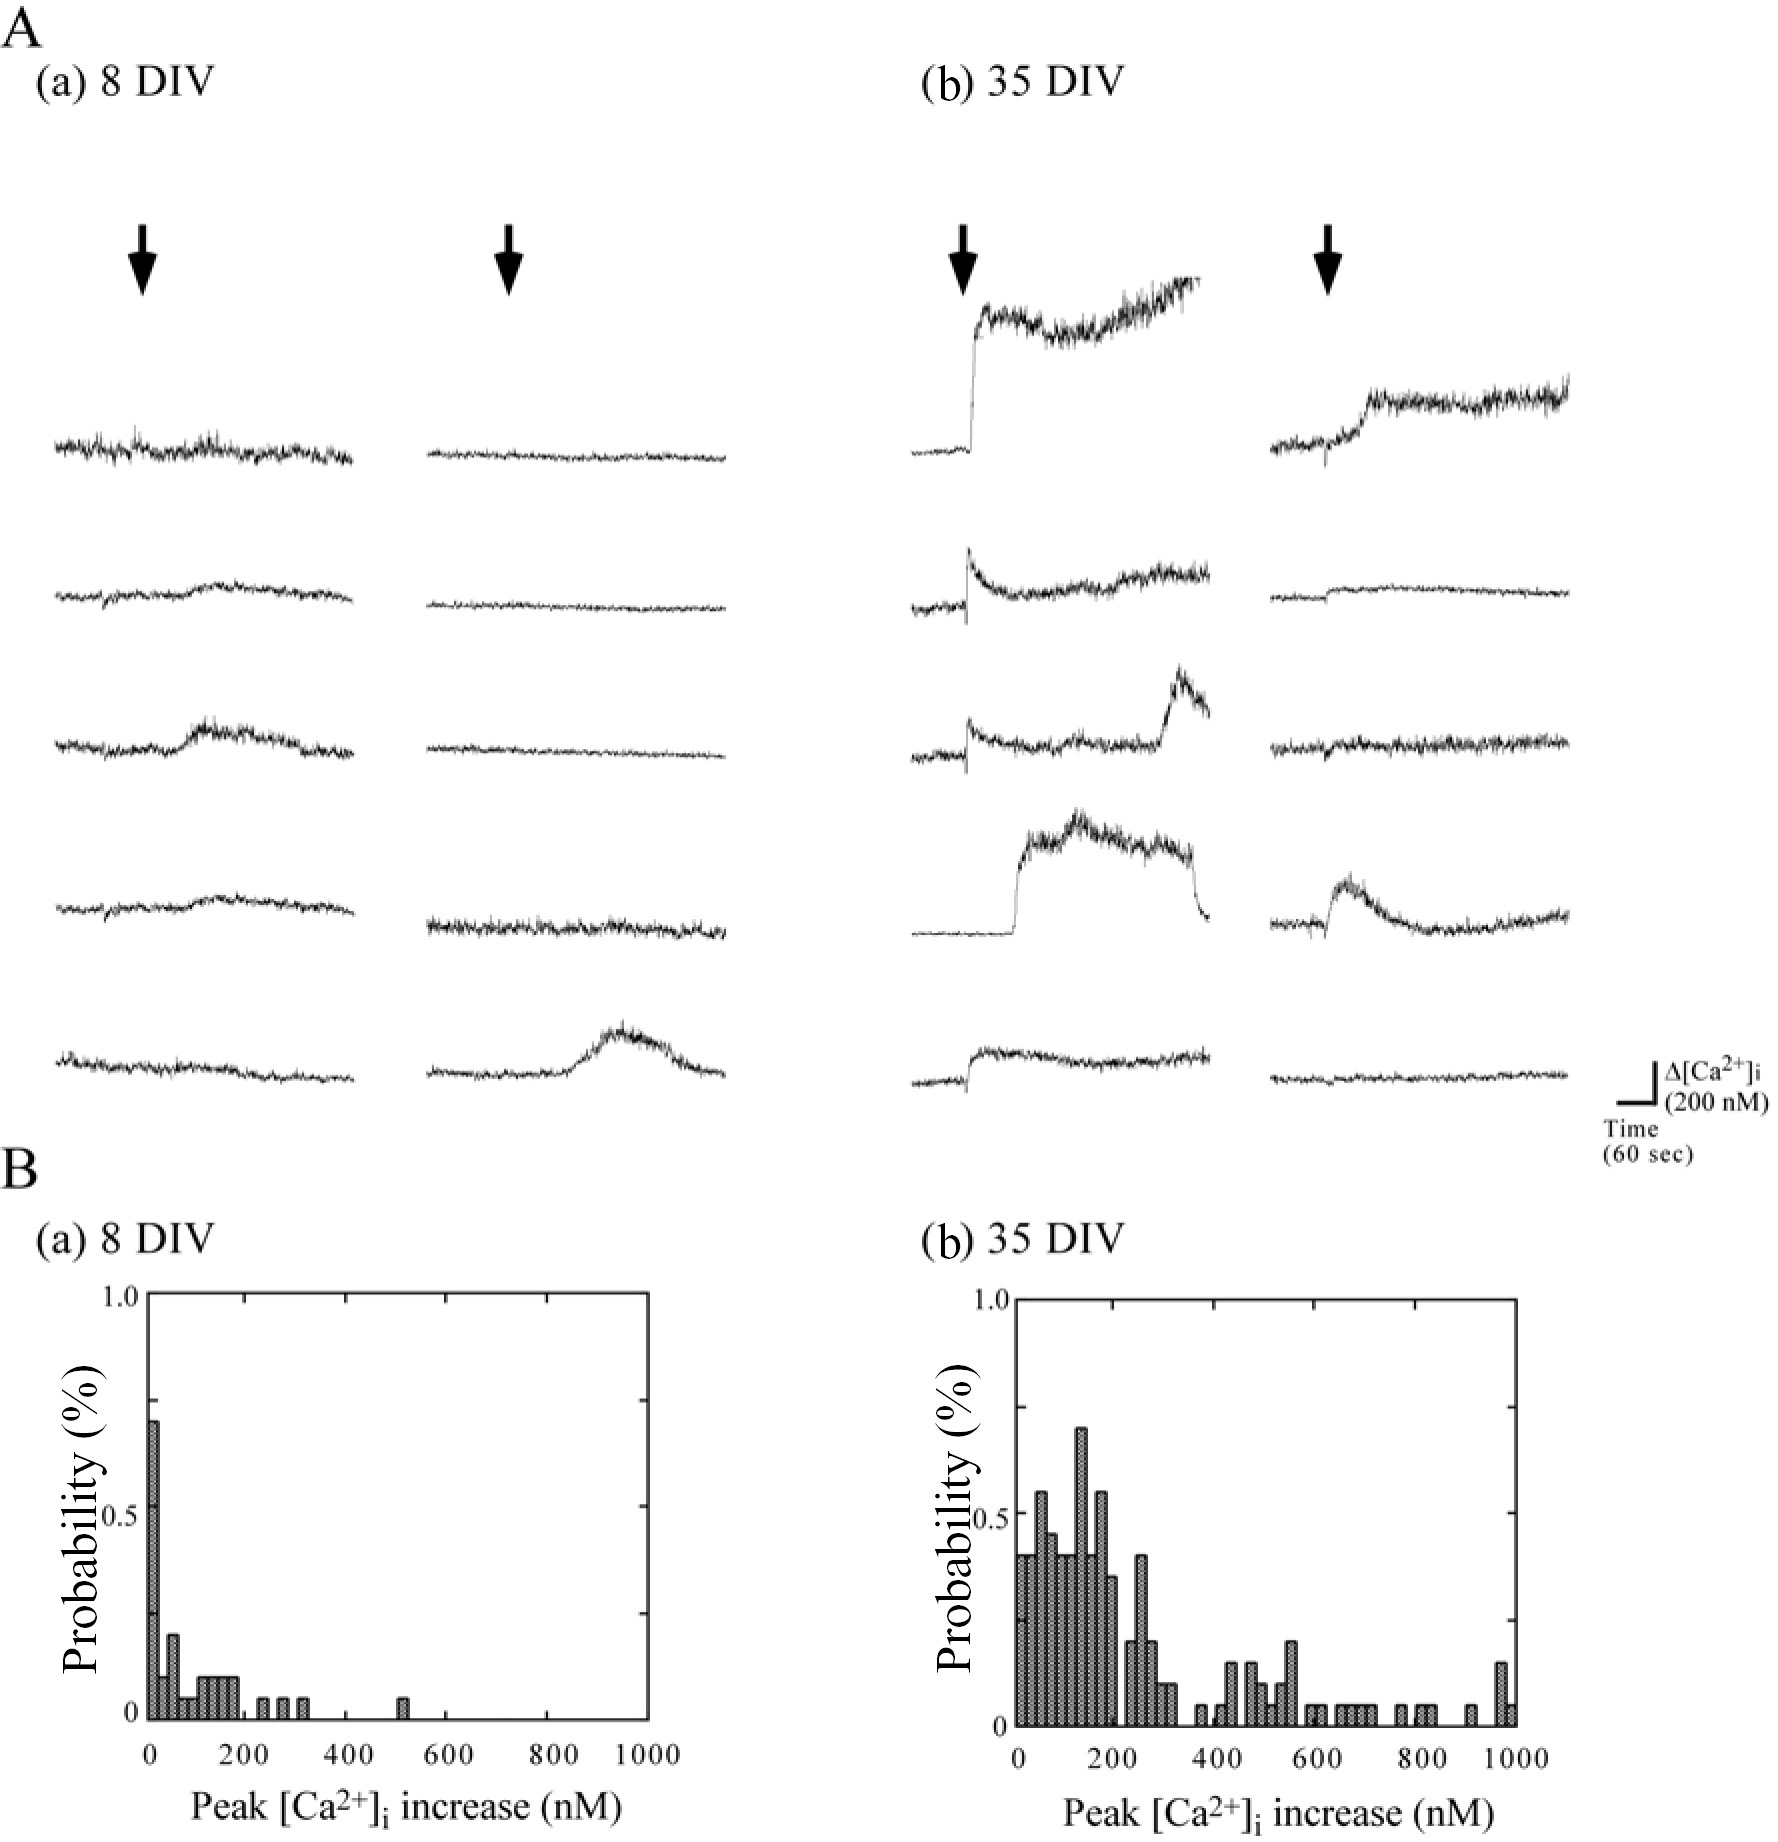 A
(a) 8 DIV
(b) 35 DIV
Δ[Ca2+]i
(200 nM)
Time
(60 sec)
B
(a) 8 DIV
(b) 35 DIV
1.0
0.5
0
Probability (%)
0 200 400 600 800 1000
Peak [Ca2+]i increase (nM)
1.0
0.5
0
Probability (%)
0 200 400 600 800 1000
Peak [Ca2+]i increase (nM)